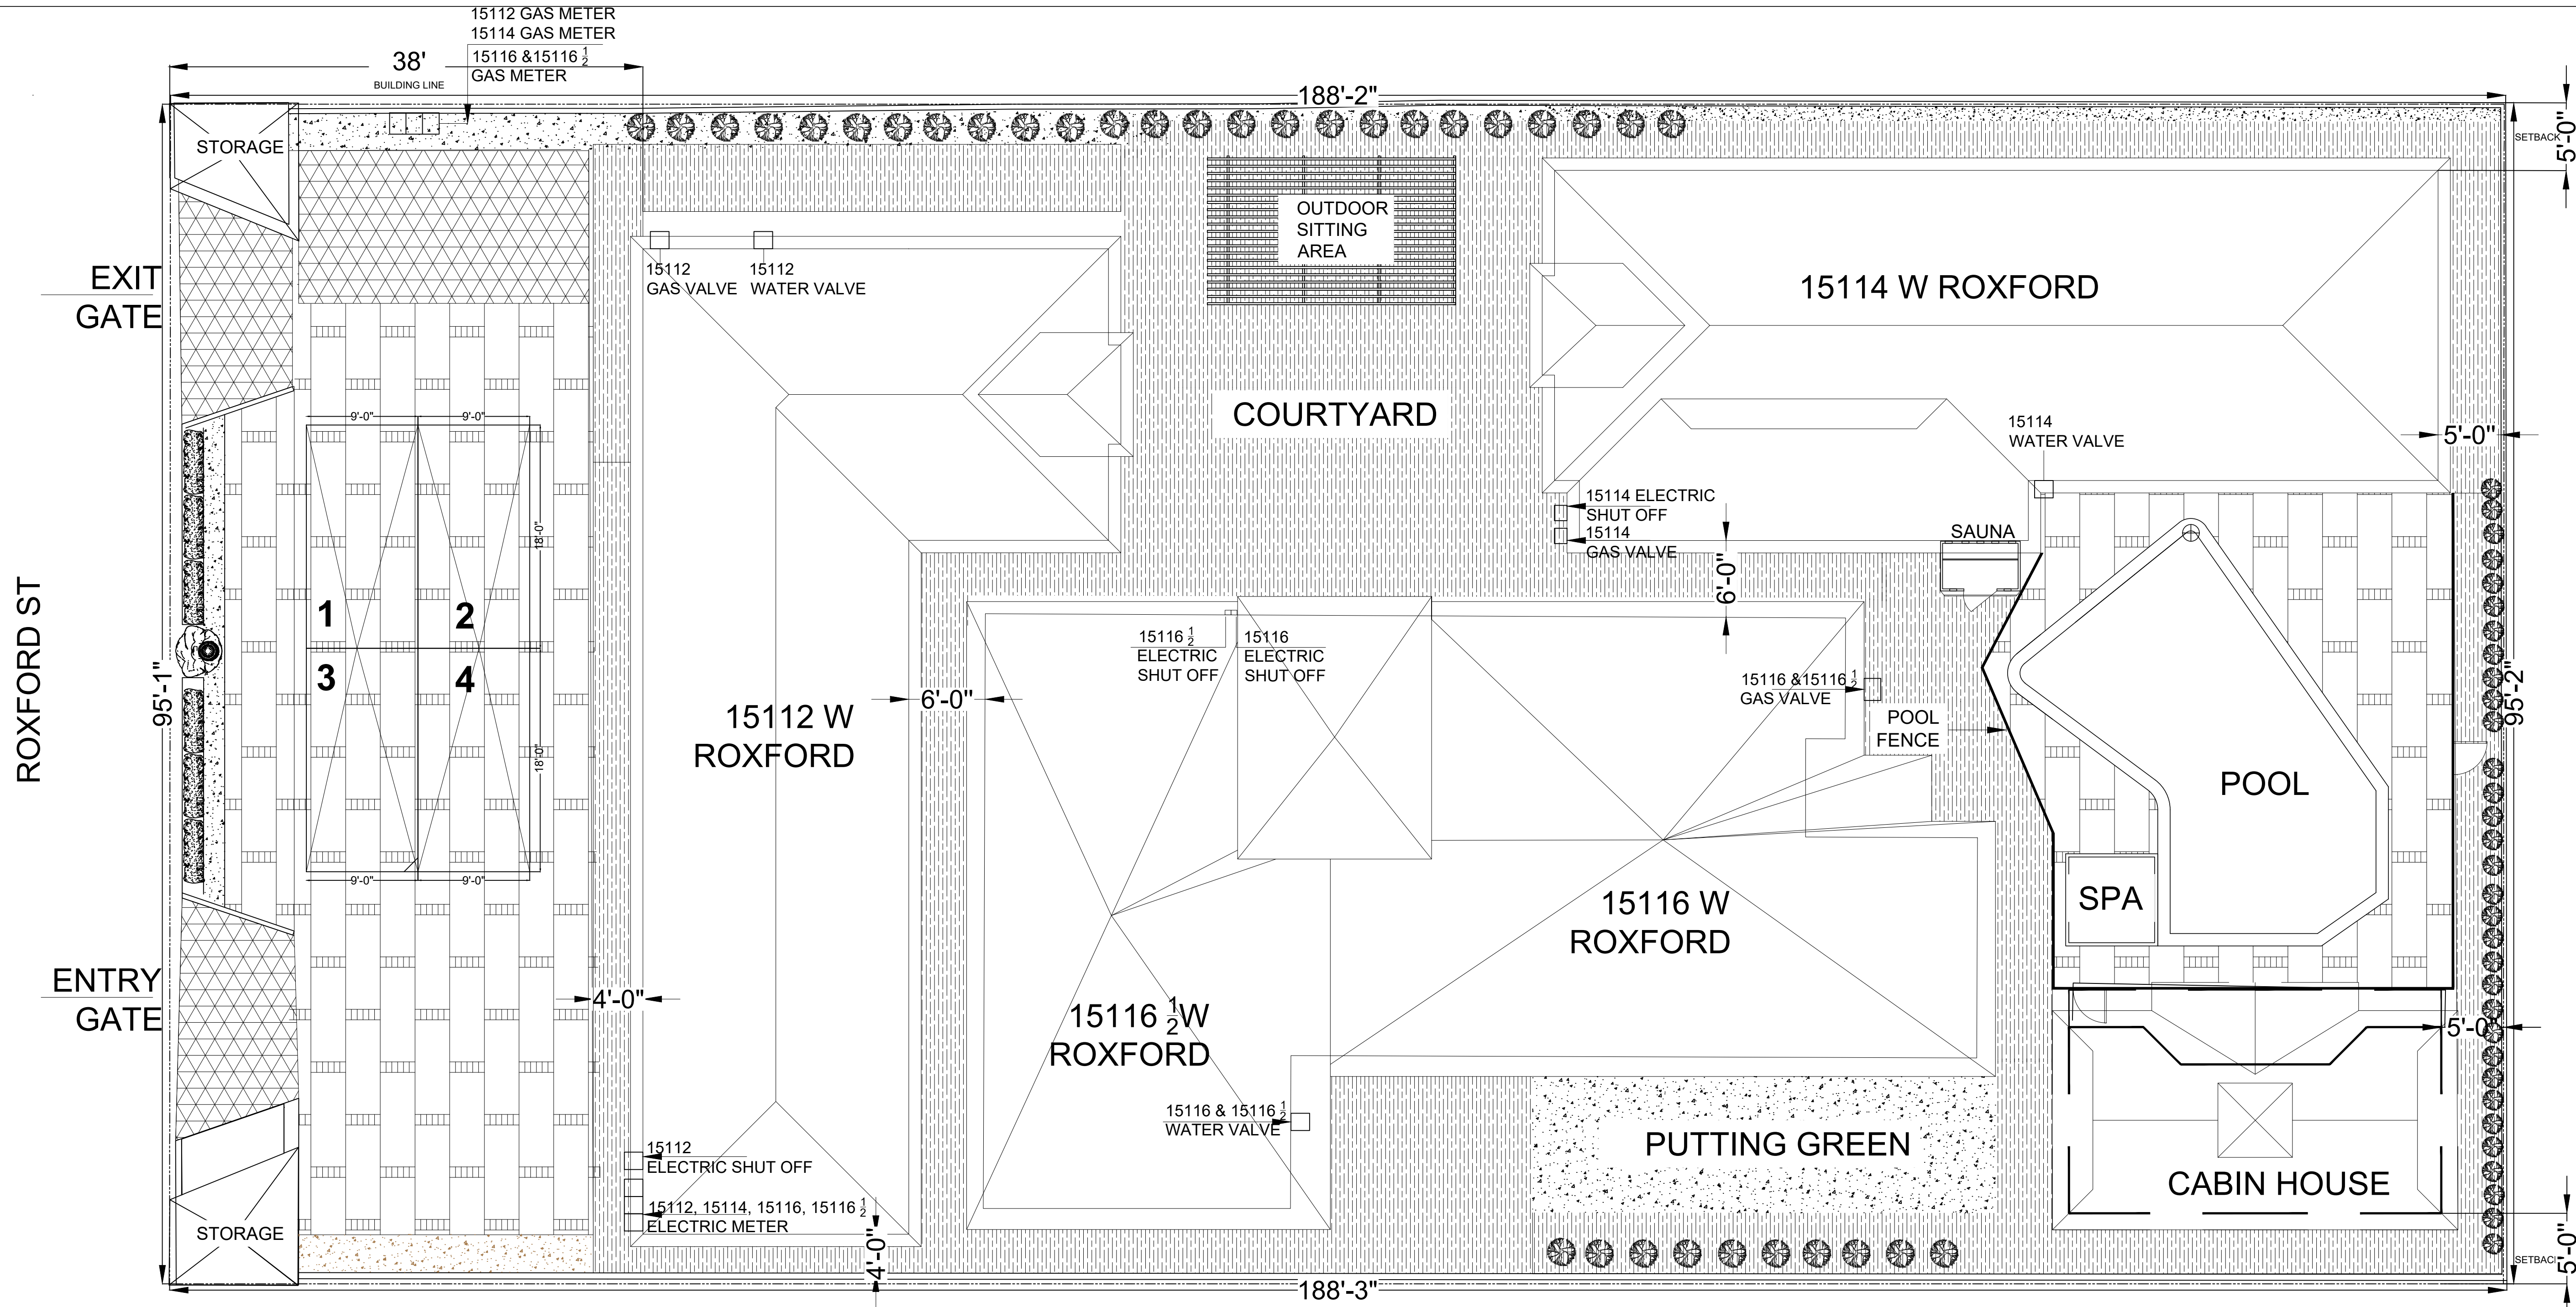 15112 GAS METER
15114 GAS METER
15116 &15116 1/2
GAS METER
38'
BUILDING LINE
188'-2"
5'-0"
SETBACK
STORAGE
OUTDOOR
SITTING
AREA
15112
GAS VALVE
15112
WATER VALVE
15114 W ROXFORD
EXIT
GATE
COURTYARD
9'-0"
9'-0"
15114
WATER VALVE
5'-0"
15114 ELECTRIC
SHUT OFF
15114
GAS VALVE
SAUNA
18'-0"
6'-0"
ROXFORD ST
1
2
3
4
15116 1/2
ELECTRIC
SHUT OFF
15116
ELECTRIC
SHUT OFF
95'-1"
6'-0"
15116 &15116 1/2
GAS VALVE
95'-2"
15112 W
ROXFORD
POOL
FENCE
18'-0"
POOL
9'-0"
9'-0"
SPA
15116 W
ROXFORD
ENTRY
GATE
4'-0"
15116 1/2 W
ROXFORD
5'-0"
15116 & 15116 1/2
WATER VALVE
PUTTING GREEN
15112
ELECTRIC SHUT OFF
CABIN HOUSE
15112, 15114, 15116, 15116 1/2
ELECTRIC METER
STORAGE
4'-0"
SETBACK
5'-0"
188'-3"